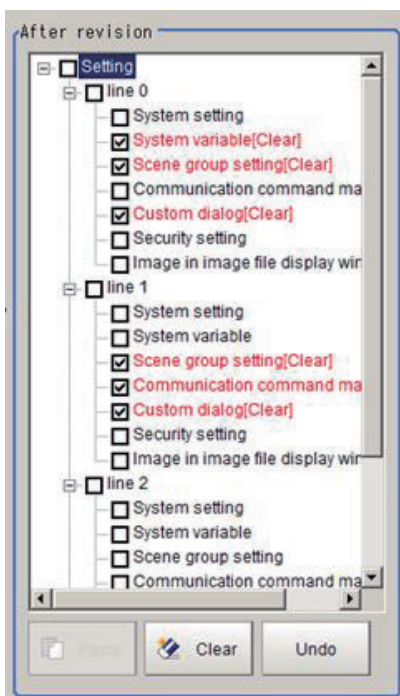 After revision
Setting
line 0
System setting
System variable[Clear]
Scene group setting[Clear]
Communication command ma
Custom dialog[Clear]
Security setting
Image in image file display wir
line 1
System setting
System variable
Scene group setting[Clear]
Communication command ma
Custom dialog[Clear]
Security setting
Image in image file display wir
line 2
System setting
System variable
Scene group setting
Communication command ma
Paste Clear Undo